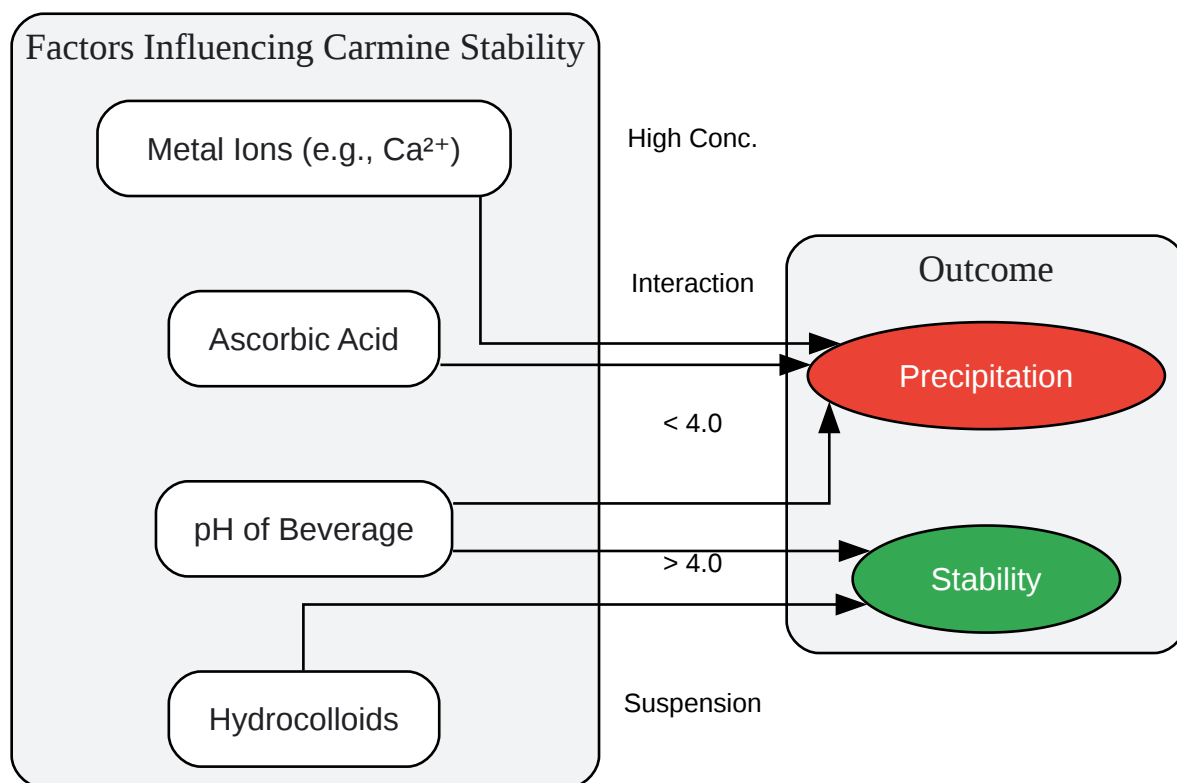 Factors Influencing Carmine Stability
Metal Ions (e.g., Ca²⁺)
High Conc.
Ascorbic Acid
Interaction
Outcome
Precipitation
< 4.0
pH of Beverage
> 4.0
Stability
Hydrocolloids
Suspension